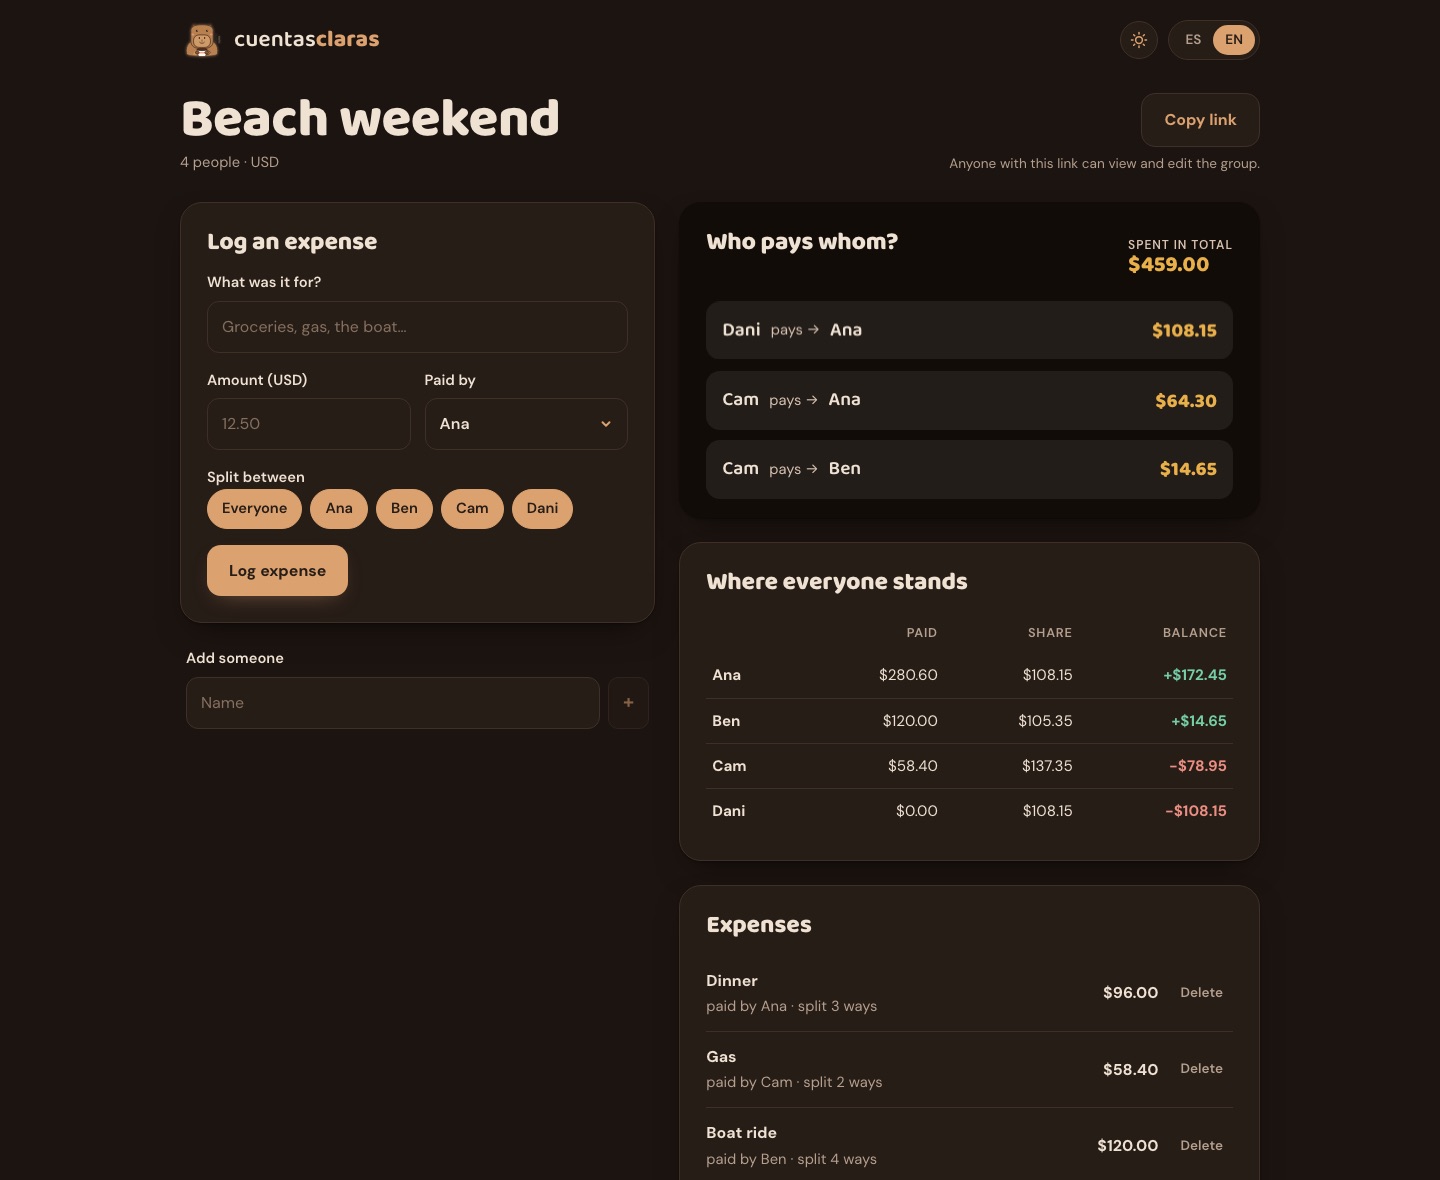 cuentasclaras
ES EN
Beach weekend
Copy link
4 people · USD
Anyone with this link can view and edit the group.
Log an expense
What was it for?
Groceries, gas, the boat…
Amount (USD) Paid by
12.50 Ana
Split between
Everyone Ana Ben Cam Dani
Log expense
Add someone
Name +
Who pays whom?
SPENT IN TOTAL
$459.00
Dani pays → Ana $108.15
Cam pays → Ana $64.30
Cam pays → Ben $14.65
Where everyone stands
PAID SHARE BALANCE
Ana $280.60 $108.15 +$172.45
Ben $120.00 $105.35 +$14.65
Cam $58.40 $137.35 -$78.95
Dani $0.00 $108.15 -$108.15
Expenses
Dinner
paid by Ana · split 3 ways
$96.00 Delete
Gas
paid by Cam · split 2 ways
$58.40 Delete
Boat ride
paid by Ben · split 4 ways
$120.00 Delete